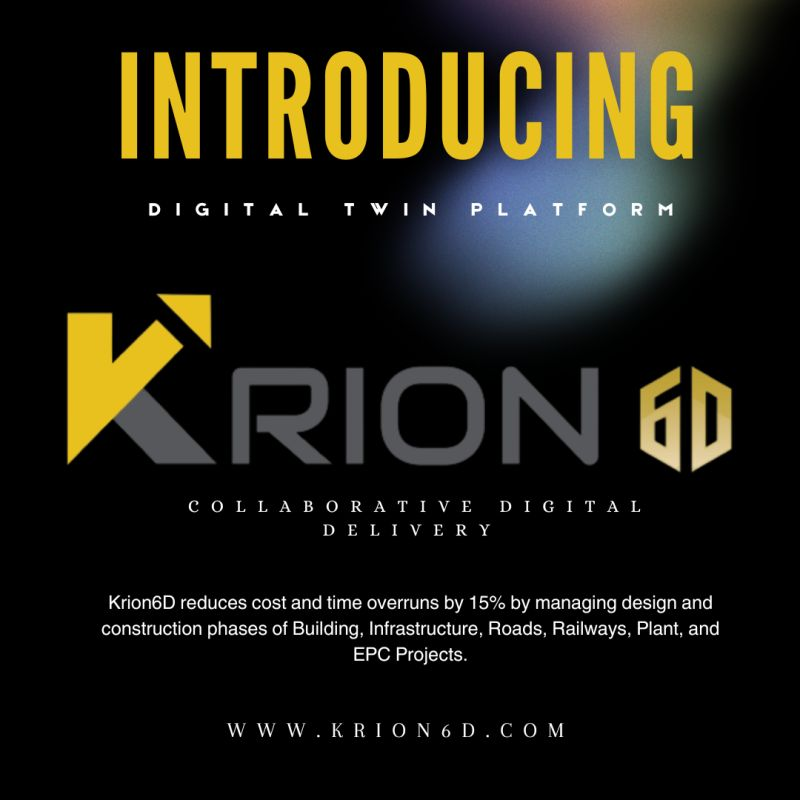 INTRODUCING
DIGITAL TWIN PLATFORM
KRION 6D
COLLABORATIVE DIGITAL
DELIVERY
Krion6D reduces cost and time overruns by 15% by managing design and
construction phases of Building, Infrastructure, Roads, Railways, Plant, and
EPC Projects.
WWW.KRION6D.COM